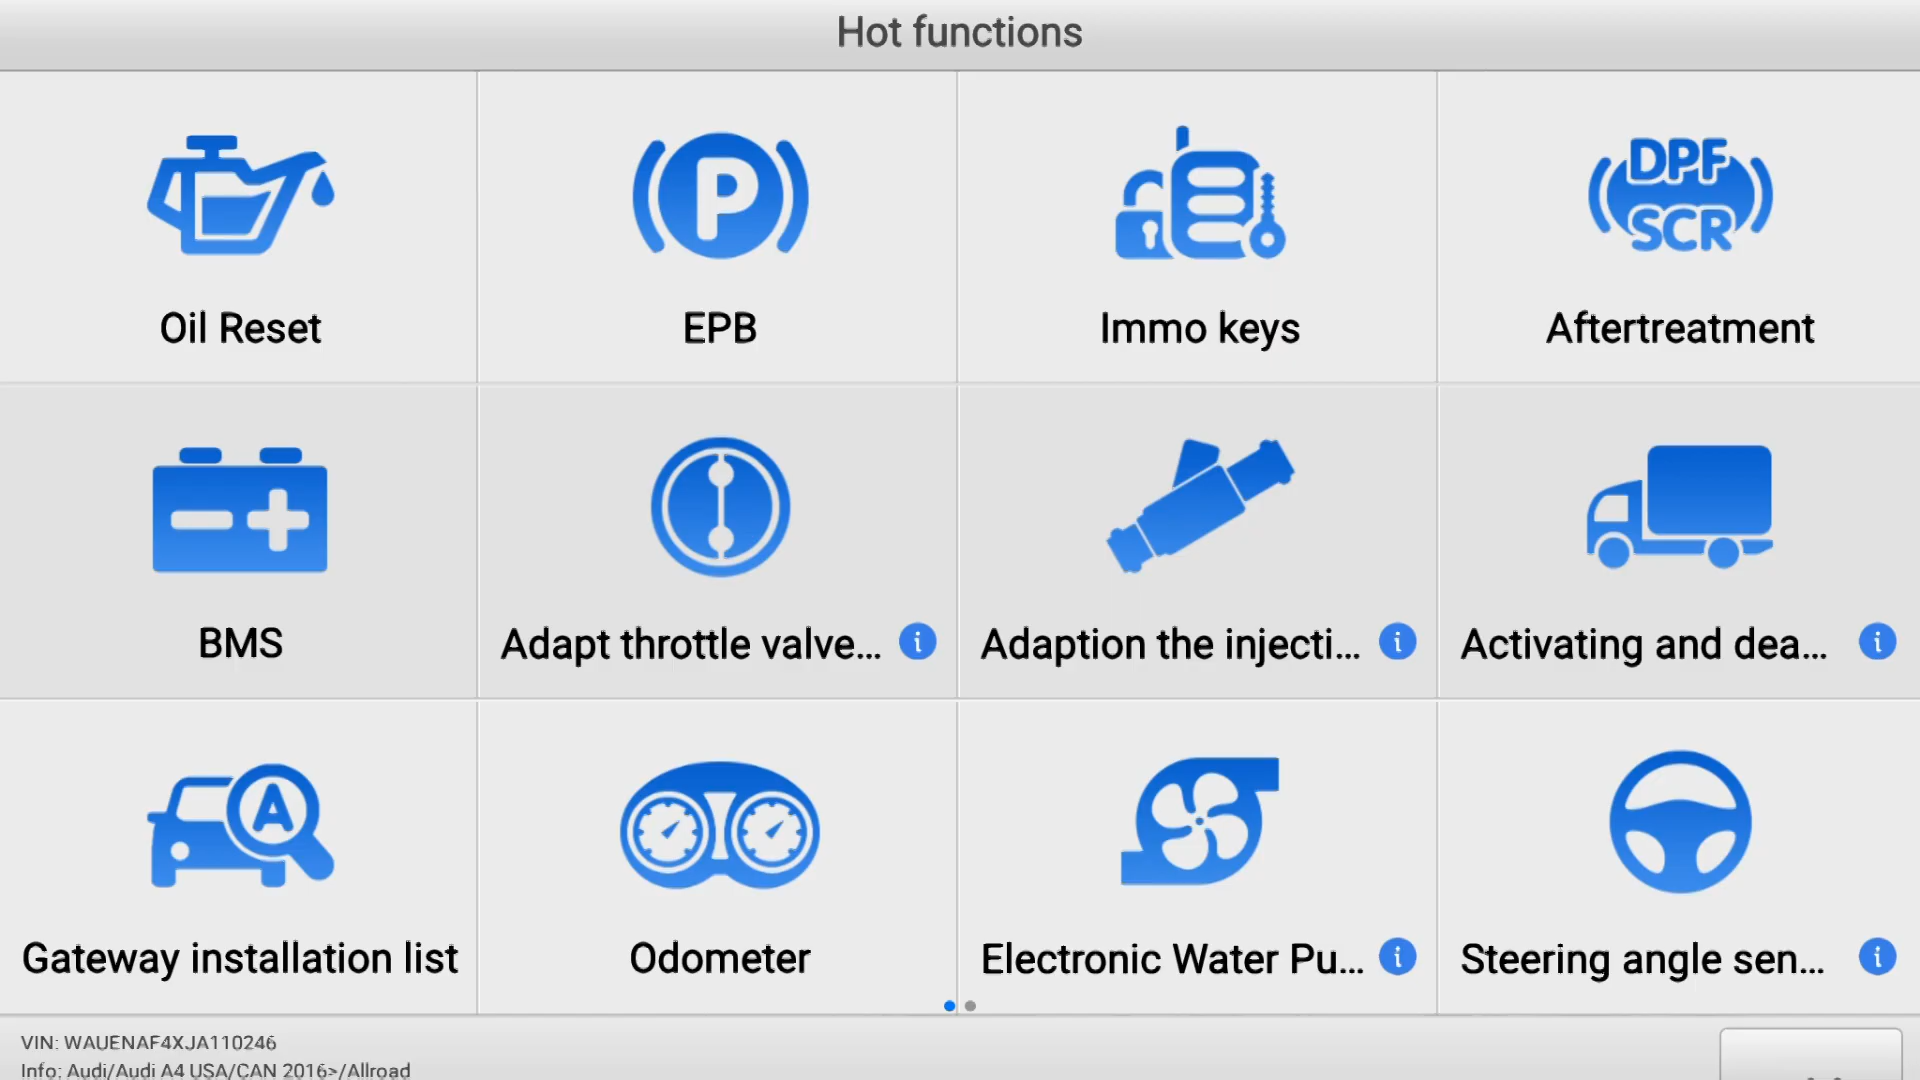 Hot functions
P
DPF
SCR
Oil Reset
EPB
Immo keys
Aftertreatment
BMS
Adapt throttle valve...
Adaption the injecti...
Activating and dea...
A
Gateway installation list
Odometer
Electronic Water Pu...
Steering angle sen...
VIN: WAUENAF4XJA110246
Info: Audi/Audi A4 USA/CAN 2016>/Allroad